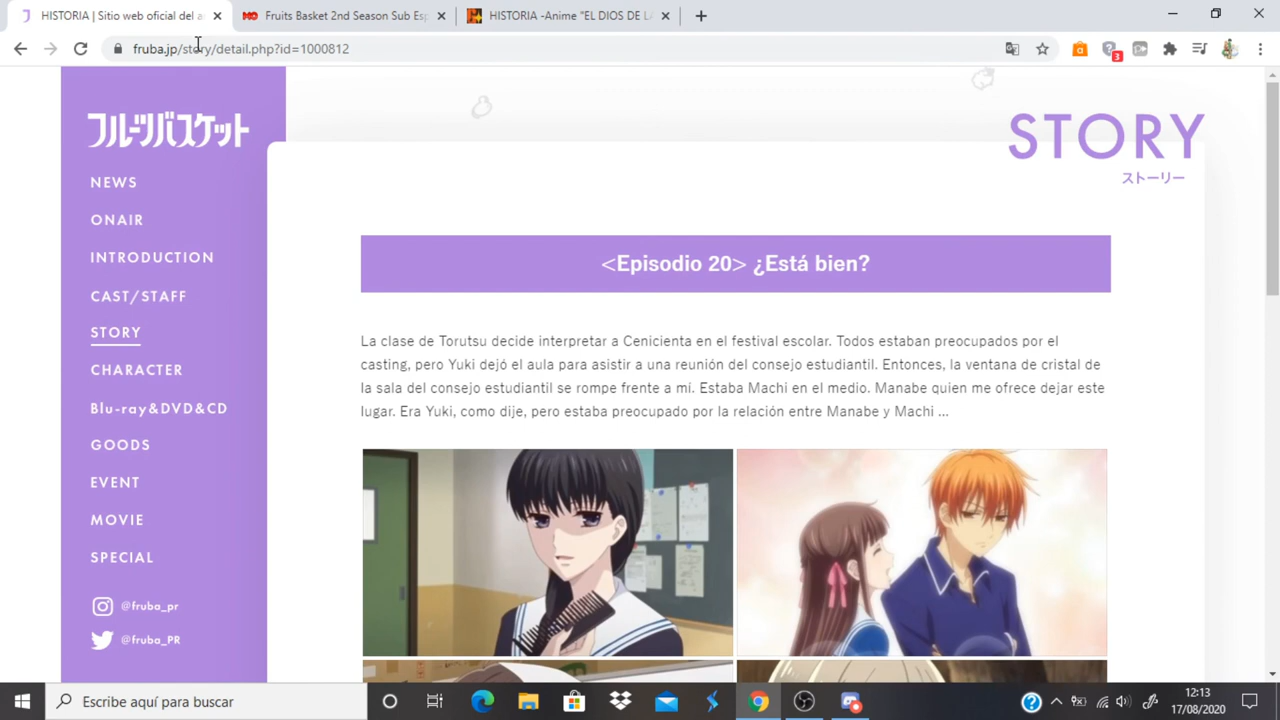 HISTORIA | Sitio web oficial del a
Fruits Basket 2nd Season Sub Esp
HISTORIA -Anime "EL DIOS DE LA
fruba.jp/story/detail.php?id=1000812
3
フルーツバスケット
NEWS
ONAIR
INTRODUCTION
CAST/STAFF
STORY
CHARACTER
Blu-ray&DVD&CD
GOODS
EVENT
MOVIE
SPECIAL
@fruba_pr
@fruba_PR
STORY
ストーリー
<Episodio 20> ¿Está bien?
La clase de Torutsu decide interpretar a Cenicienta en el festival escolar. Todos estaban preocupados por el
casting, pero Yuki dejó el aula para asistir a una reunión del consejo estudiantil. Entonces, la ventana de cristal de
la sala del consejo estudiantil se rompe frente a mí. Estaba Machi en el medio. Manabe quien me ofrece dejar este
lugar. Era Yuki, como dije, pero estaba preocupado por la relación entre Manabe y Machi ...
Escribe aquí para buscar
12:13
17/08/2020